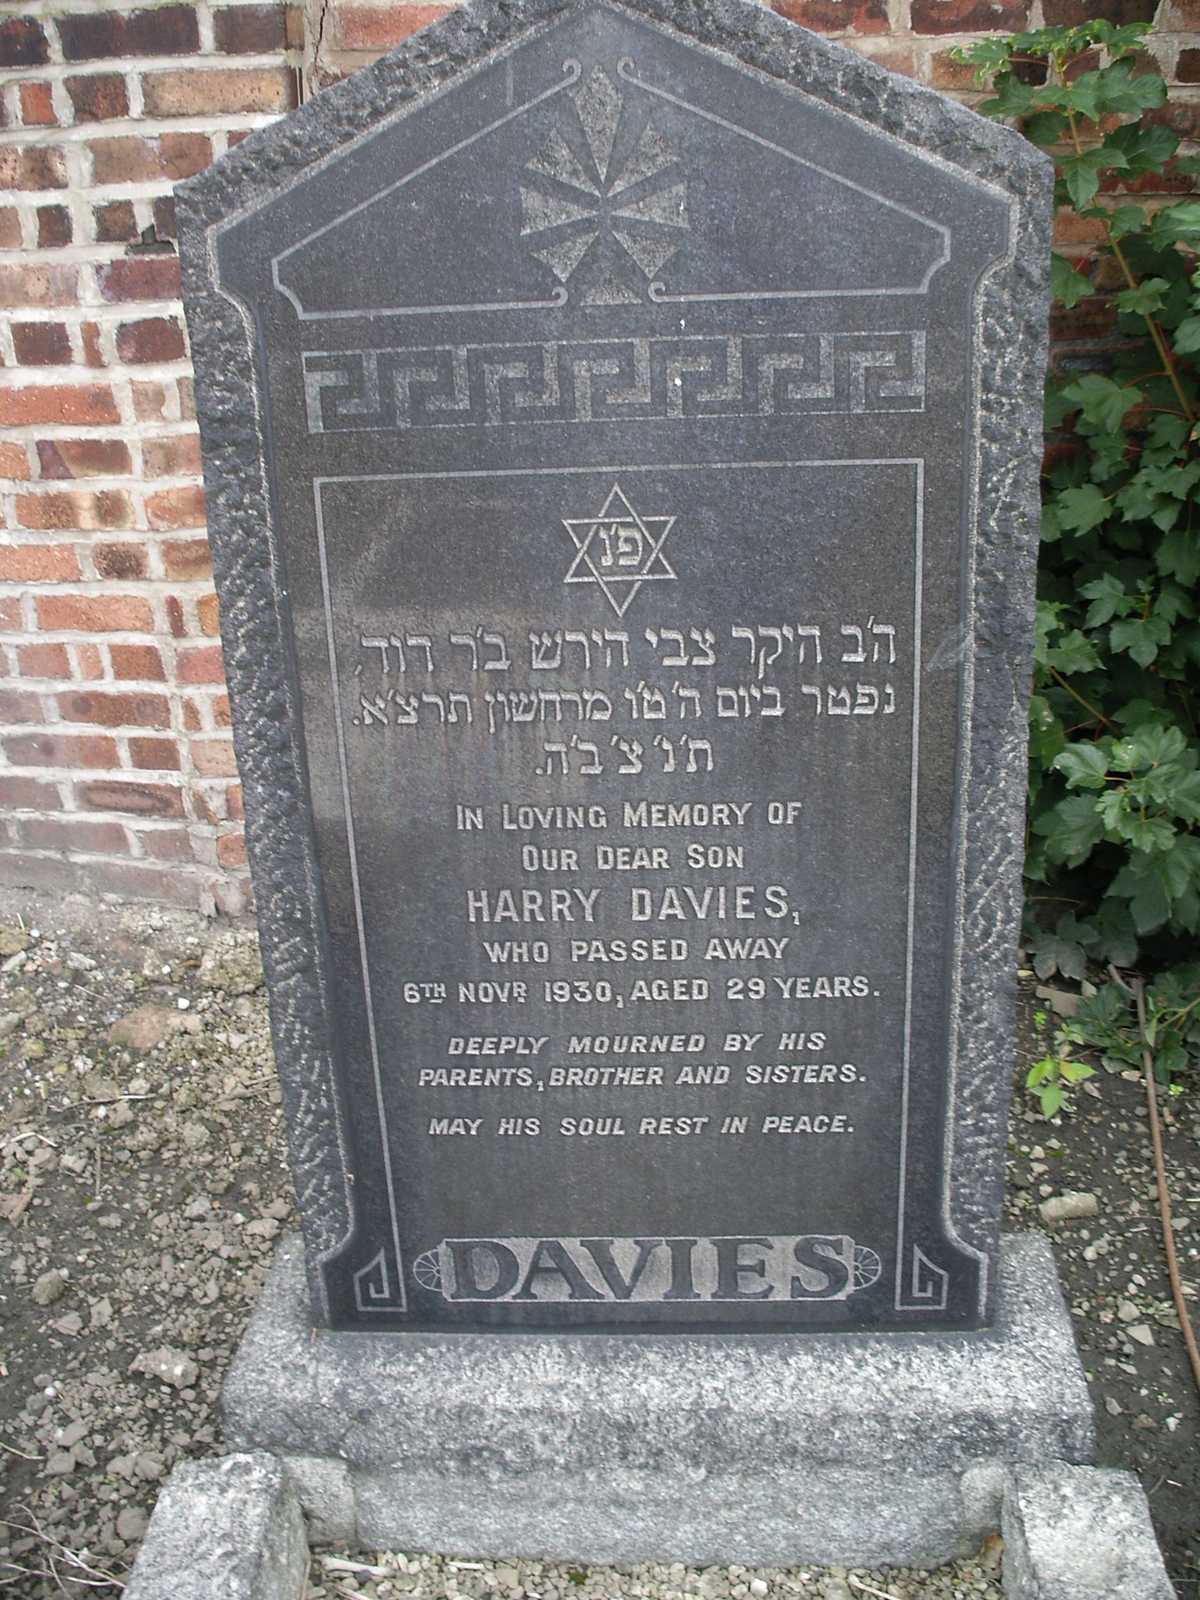 פ'נ
ה'ב היקר צבי הירש ב'ר דוד,
נפטר ביום ה' ט'ו מרחשון תרצ'א.
ת'נ'צ'ב'ה.
IN LOVING MEMORY OF
OUR DEAR SON
HARRY DAVIES,
WHO PASSED AWAY
6TH NOVR 1930, AGED 29 YEARS.
DEEPLY MOURNED BY HIS
PARENTS, BROTHER AND SISTERS.
MAY HIS SOUL REST IN PEACE.
DAVIES